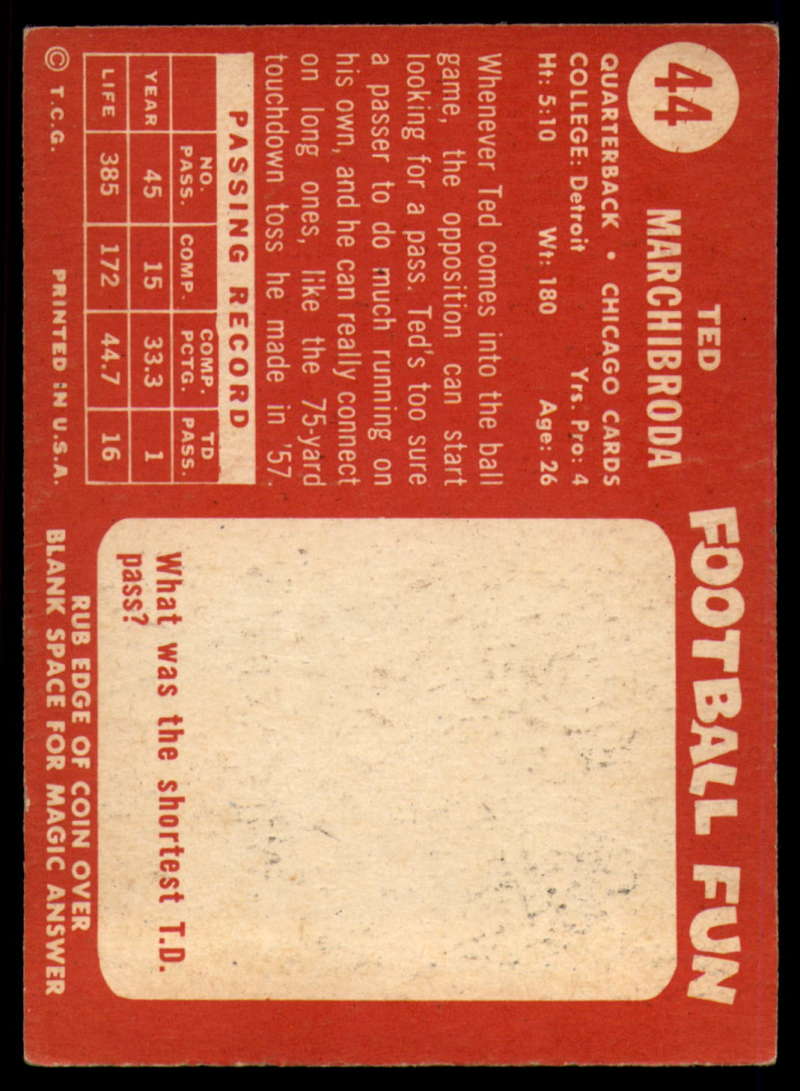 44
TED
MARCHIBRODA
QUARTERBACK • CHICAGO CARDS
COLLEGE: Detroit Yrs. Pro: 4
Ht: 5:10 Wt: 180 Age: 26
Whenever Ted comes into the ball
game, the opposition can start
looking for a pass. Ted's too sure
a passer to do much running on
his own, and he can really connect
on long ones, like the 75-yard
touchdown toss he made in '57.
PASSING RECORD
NO. PASS. COMP. COMP. PCTG. TD PASS.
YEAR 45 15 33.3 1
LIFE 385 172 44.7 16
© T.C.G. PRINTED IN U.S.A.
FOOTBALL FUN
What was the shortest T.D.
pass?
RUB EDGE OF COIN OVER
BLANK SPACE FOR MAGIC ANSWER